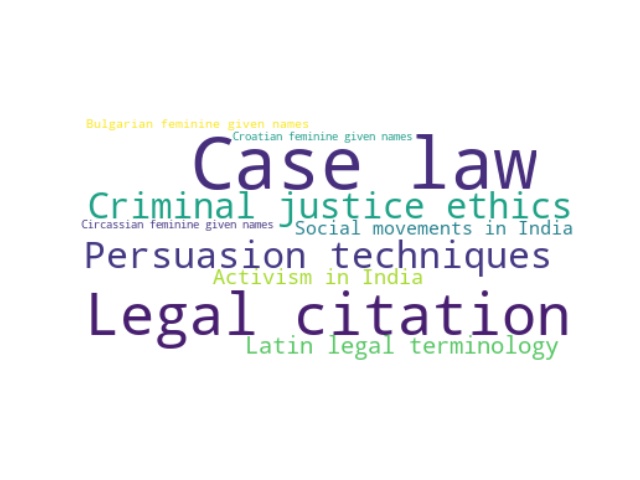 Bulgarian feminine given names
Croatian feminine given names
Case law
Criminal justice ethics
Circassian feminine given names
Social movements in India
Persuasion techniques
Activism in India
Legal citation
Latin legal terminology